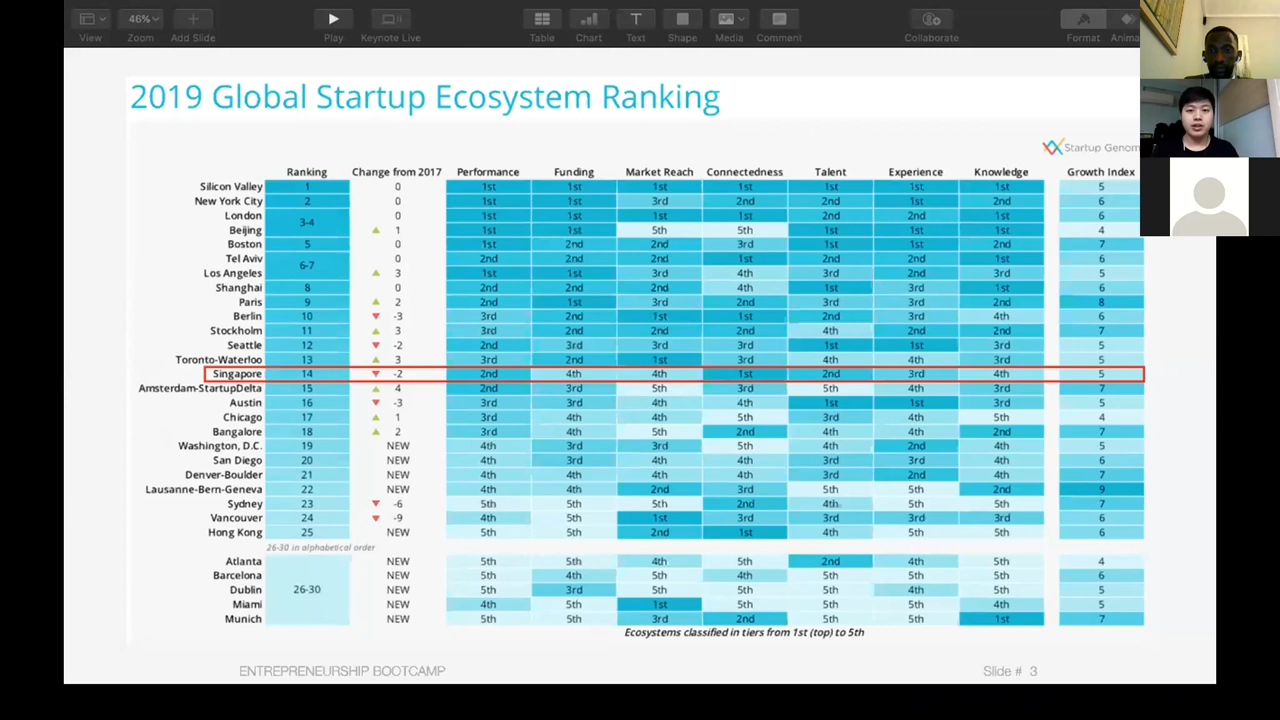 46%
View Zoom Add Slide Play Keynote Live Table Chart Text Shape Media Comment Collaborate Format Anima
2019 Global Startup Ecosystem Ranking
Startup Genom
Ranking Change from 2017 Performance Funding Market Reach Connectedness Talent Experience Knowledge Growth Index
Silicon Valley 1 0 1st 1st 1st 1st 1st 1st 1st 5
New York City 2 0 1st 1st 3rd 2nd 2nd 1st 2nd 6
London 3-4 0 1st 1st 1st 1st 2nd 2nd 1st 6
Beijing 1 1st 1st 5th 5th 1st 1st 1st 4
Boston 5 0 1st 2nd 2nd 3rd 1st 1st 2nd 7
Tel Aviv 6-7 0 2nd 2nd 2nd 1st 2nd 2nd 1st 6
Los Angeles 3 1st 1st 3rd 4th 3rd 2nd 3rd 5
Shanghai 8 0 2nd 2nd 2nd 4th 1st 3rd 1st 6
Paris 9 2 2nd 1st 3rd 2nd 3rd 3rd 2nd 8
Berlin 10 -3 3rd 2nd 1st 1st 2nd 3rd 4th 6
Stockholm 11 3 3rd 2nd 2nd 2nd 4th 2nd 2nd 7
Seattle 12 -2 2nd 3rd 3rd 3rd 2nd 2nd 3rd 5
Toronto-Waterloo 13 3 3rd 2nd 1st 3rd 4th 4th 3rd 6
Singapore 14 -2 2nd 4th 4th 1st 2nd 3rd 4th 5
Amsterdam-StartupDelta 15 4 2nd 3rd 5th 3rd 4th 4th 3rd 7
Austin 16 -3 3rd 3rd 4th 4th 1st 1st 3rd 5
Chicago 17 1 3rd 4th 4th 2nd 3rd 4th 5th 4
Bangalore 18 2 3rd 4th 5th 2nd 4th 4th 2nd 7
Washington, D.C. 19 NEW 4th 3rd 3rd 5th 4th 2nd 4th 5
San Diego 20 NEW 4th 3rd 4th 4th 3rd 3rd 4th 6
Denver-Boulder 21 NEW 4th 4th 4th 4th 3rd 2nd 4th 7
Lausanne-Bern-Geneva 22 NEW 4th 4th 2nd 3rd 5th 5th 2nd 9
Sydney 23 -6 5th 5th 3rd 2nd 4th 5th 5th 7
Vancouver 24 -9 4th 5th 1st 3rd 3rd 3rd 3rd 6
Hong Kong 25 NEW 5th 5th 2nd 1st 4th 5th 5th 6
26-30 in alphabetical order
Atlanta NEW 5th 5th 4th 5th 2nd 4th 5th 4
Barcelona NEW 5th 4th 5th 4th 5th 5th 5th 6
Dublin 26-30 NEW 5th 3rd 5th 5th 5th 4th 5th 5
Miami NEW 4th 5th 1st 5th 5th 5th 4th 5
Munich NEW 5th 5th 3rd 2nd 5th 5th 1st 7
Ecosystems classified in tiers from 1st (top) to 5th
ENTREPRENEURSHIP BOOTCAMP Slide # 3